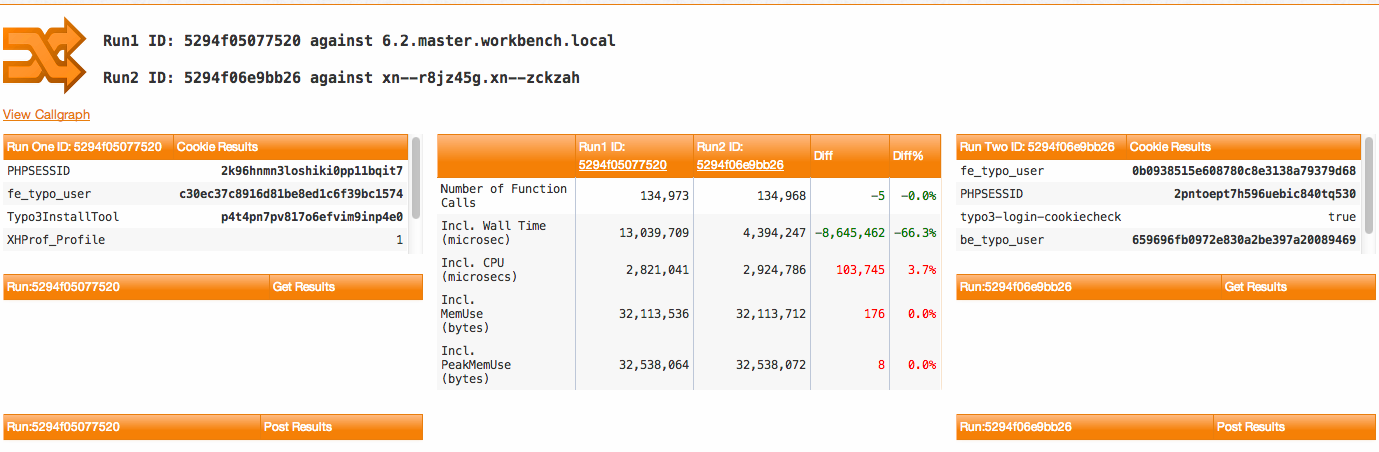 Run1 ID: 5294f05077520 against 6.2.master.workbench.local
Run2 ID: 5294f06e9bb26 against xn--r8jz45g.xn--zckzah
View Callgraph
Run One ID: 5294f05077520 Cookie Results
PHPSESSID 2k96hnmn3loshiki0pp11bqit7
fe_typo_user c30ec37c8916d81be8ed1c6f39bc1574
Typo3InstallTool p4t4pn7pv817o6efvim9inp4e0
XHProf_Profile 1
Run:5294f05077520 Get Results
Run:5294f05077520 Post Results
Run1 ID: Run2 ID: Diff Diff%
5294f05077520 5294f06e9bb26
Number of Function
Calls 134,973 134,968 -5 -0.0%
Incl. Wall Time
(microsec) 13,039,709 4,394,247 -8,645,462 -66.3%
Incl. CPU
(microsecs) 2,821,041 2,924,786 103,745 3.7%
Incl.
MemUse 32,113,536 32,113,712 176 0.0%
(bytes)
Incl.
PeakMemUse 32,538,064 32,538,072 8 0.0%
(bytes)
Run Two ID: 5294f06e9bb26 Cookie Results
fe_typo_user 0b0938515e608780c8e3138a79379d68
PHPSESSID 2pntoept7h596uebic840tq530
typo3-login-cookiecheck true
be_typo_user 659696fb0972e830a2be397a20089469
Run:5294f06e9bb26 Get Results
Run:5294f06e9bb26 Post Results